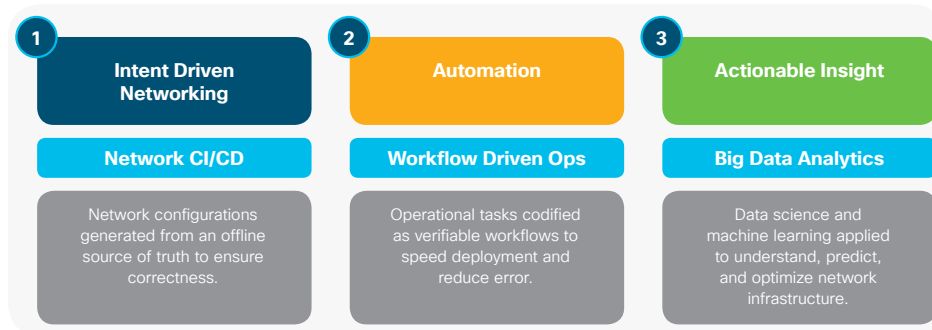 1
Intent Driven
Networking
Network CI/CD
Network configurations
generated from an offline
source of truth to ensure
correctness.
2
Automation
Workflow Driven Ops
Operational tasks codified
as verifiable workflows to
speed deployment and
reduce error.
3
Actionable Insight
Big Data Analytics
Data science and
machine learning applied
to understand, predict,
and optimize network
infrastructure.